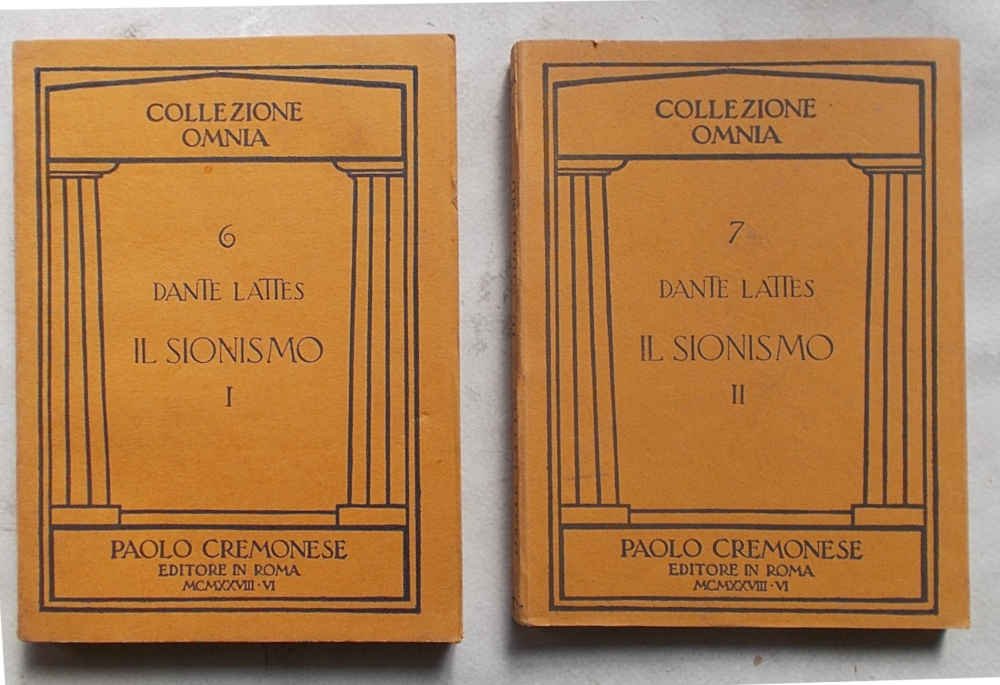 COLLEZIONE
OMNIA
6
DANTE LATTES
IL SIONISMO
I
PAOLO CREMONESE
EDITORE IN ROMA
MCMXXVIII · VI
COLLEZIONE
OMNIA
7
DANTE LATTES
IL SIONISMO
II
PAOLO CREMONESE
EDITORE IN ROMA
MCMXXVIII · VI